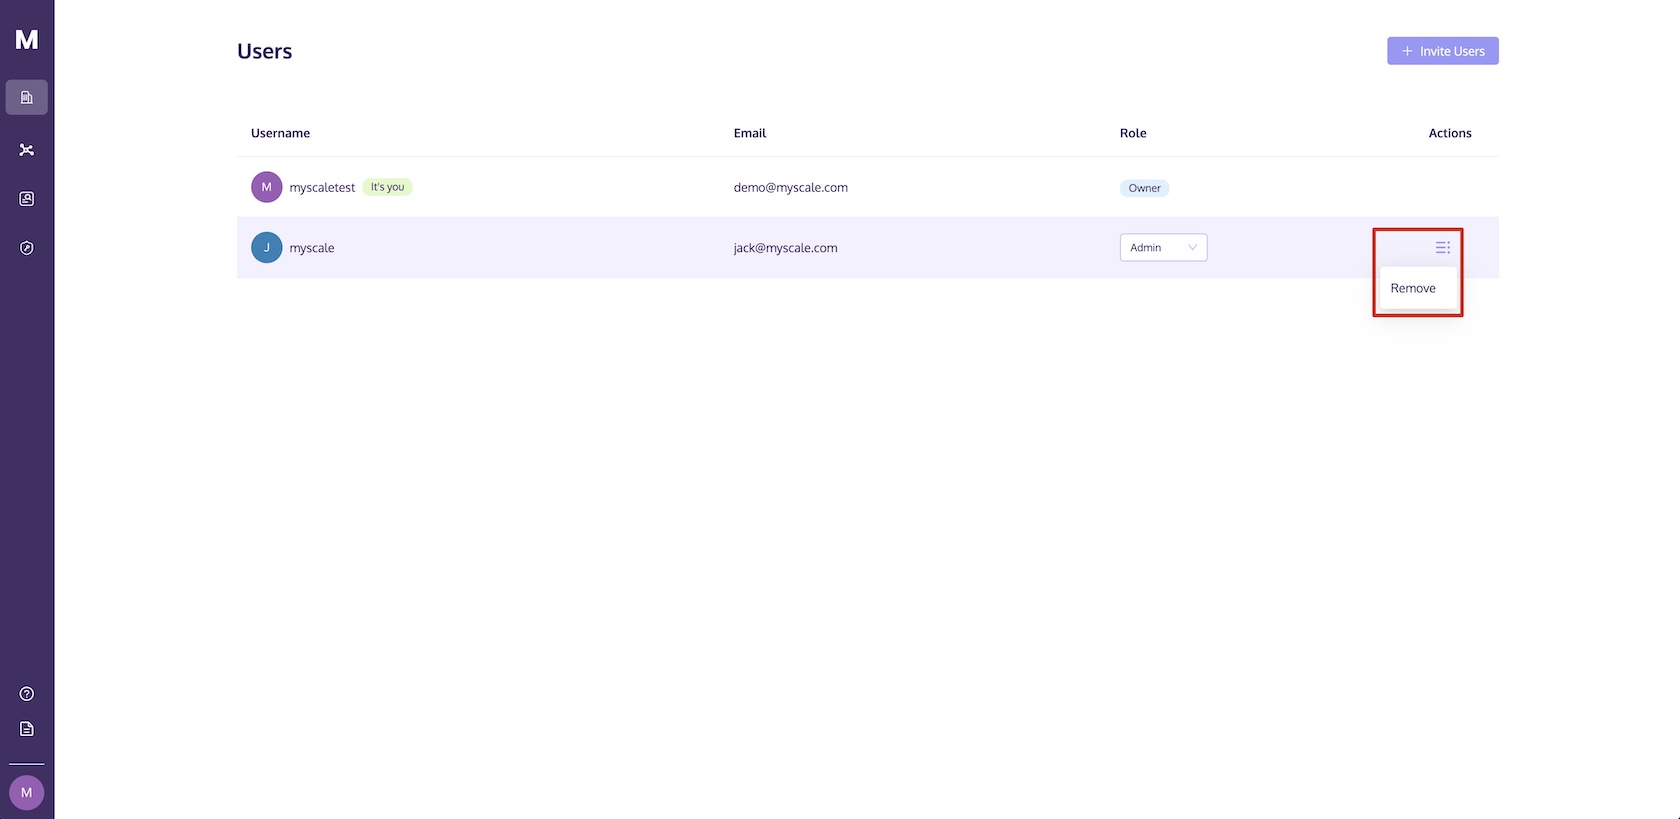 M
Users
+ Invite Users
Username Email Role Actions
M myscaletest It's you demo@myscale.com Owner
J myscale jack@myscale.com Admin
Remove
M